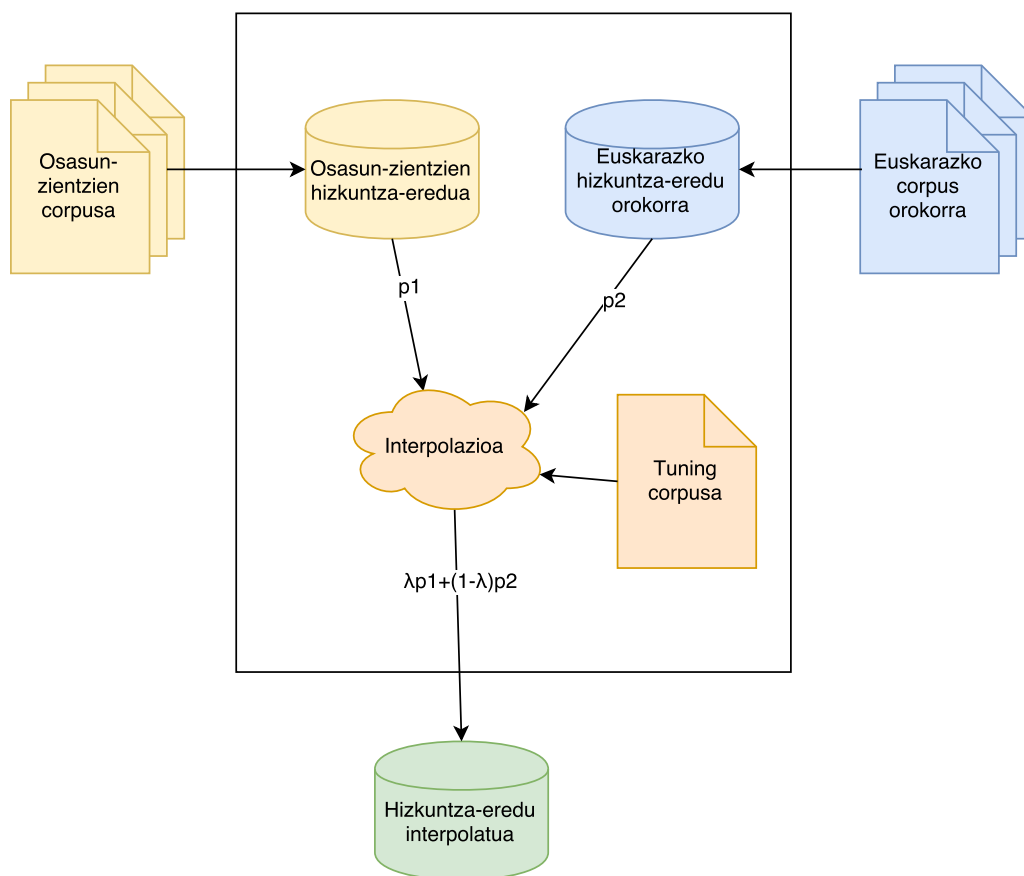 Osasun-
zientzien
corpusa
Osasun-zientzien
hizkuntza-eredua
Euskarazko
hizkuntza-eredu
orokorra
Euskarazko
corpus
orokorra
p1
p2
Interpolazioa
Tuning
corpusa
λp1+(1-λ)p2
Hizkuntza-eredu
interpolatua